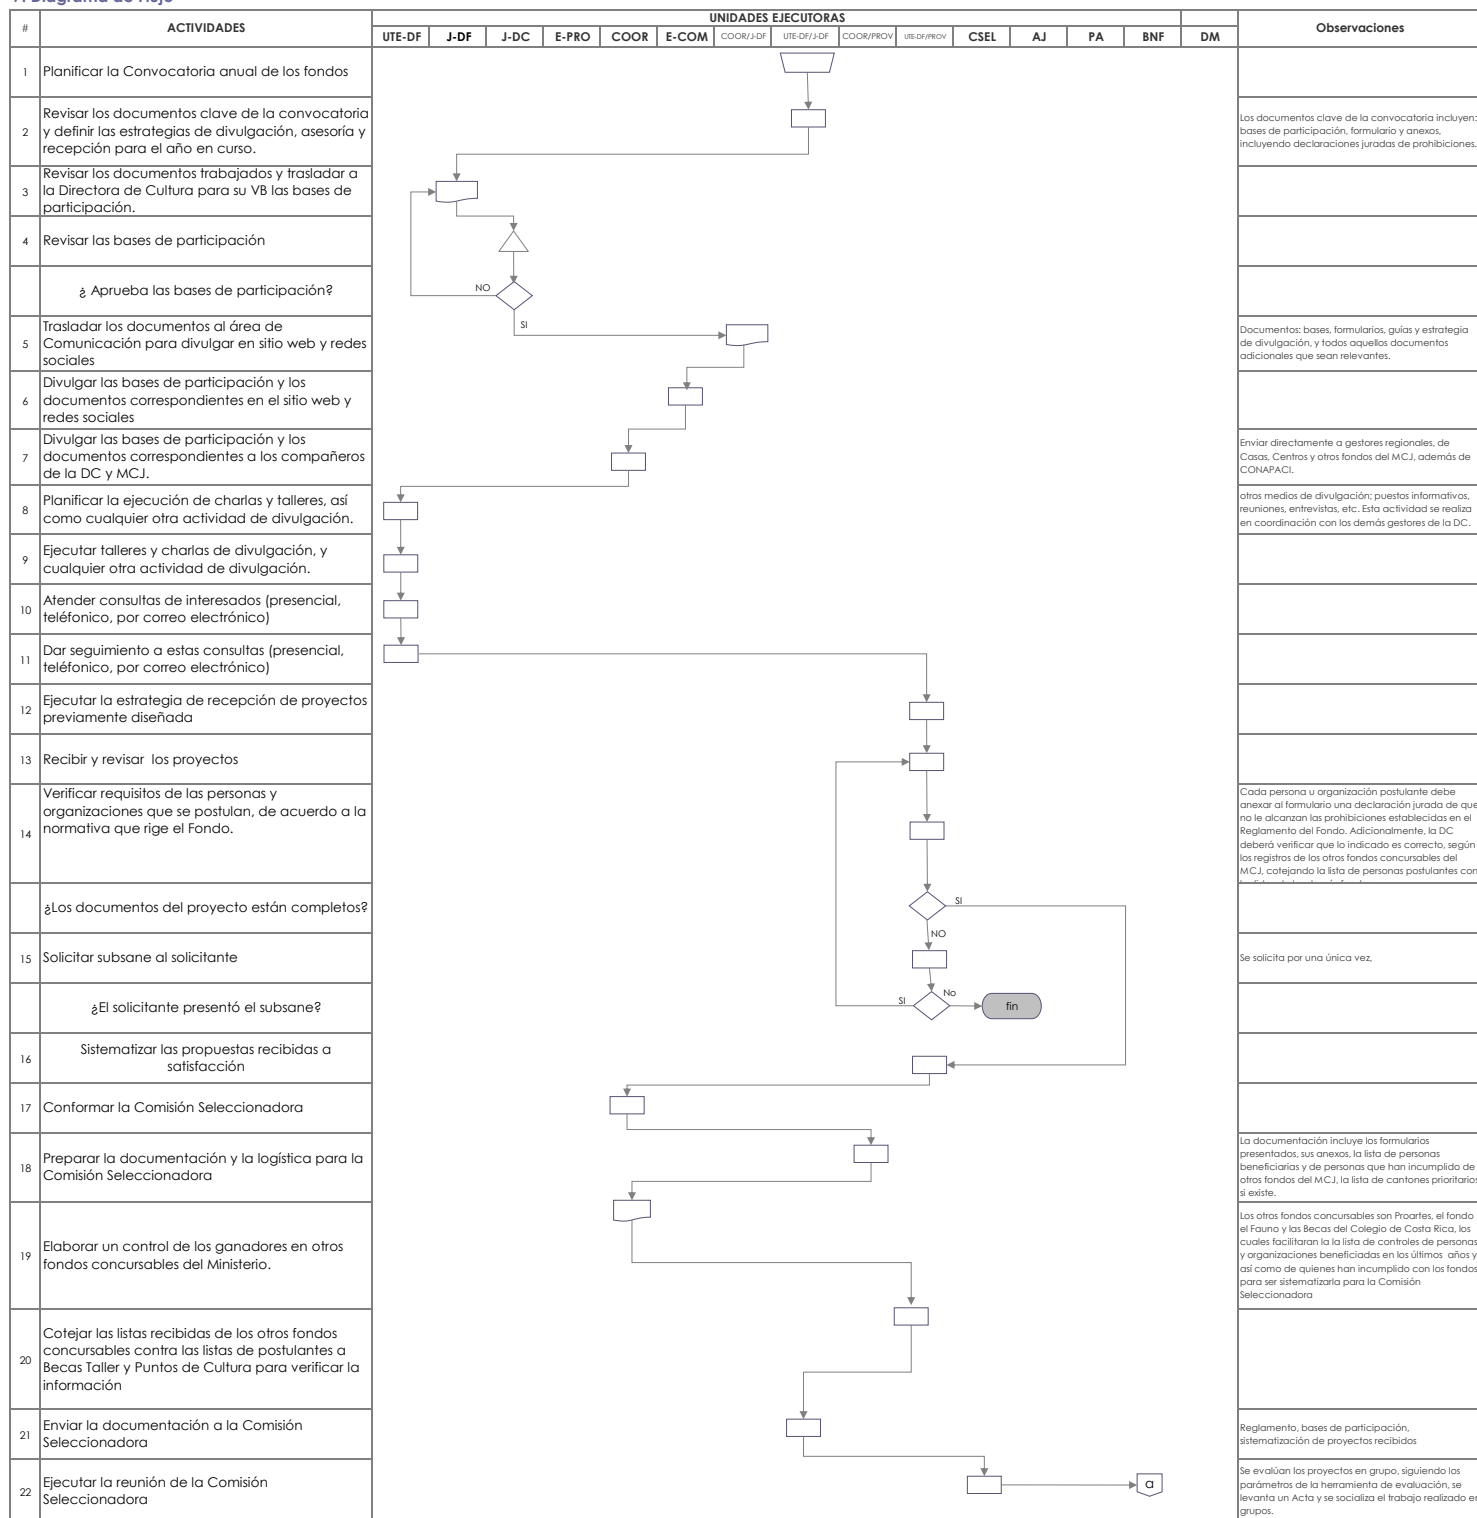 #
ACTIVIDADES
UNIDADES EJECUTORAS
Observaciones
UTE-DF J-DF J-DC E-PRO COOR E-COM COOR/J-DF UTE-DF/J-DF COOR/PROV UTE-DF/PROV CSEL AJ PA BNF DM
1 Planificar la Convocatoria anual de los fondos
2 Revisar los documentos clave de la convocatoria
y definir las estrategias de divulgación, asesoría y
recepción para el año en curso.
Los documentos clave de la convocatoria incluyen:
bases de participación, formulario y anexos,
incluyendo declaraciones juradas de prohibiciones.
3 Revisar los documentos trabajados y trasladar a
la Directora de Cultura para su VB las bases de
participación.
4 Revisar las bases de participación
¿ Aprueba las bases de participación?
NO
SI
5 Trasladar los documentos al área de
Comunicación para divulgar en sitio web y redes
sociales
Documentos: bases, formularios, guías y estrategia
de divulgación, y todos aquellos documentos
adicionales que sean relevantes.
6 Divulgar las bases de participación y los
documentos correspondientes en el sitio web y
redes sociales
7 Divulgar las bases de participación y los
documentos correspondientes a los compañeros
de la DC y MCJ.
Enviar directamente a gestores regionales, de
Casas, Centros y otros fondos del MCJ, además de
CONAPACI.
8 Planificar la ejecución de charlas y talleres, así
como cualquier otra actividad de divulgación.
otros medios de divulgación; puestos informativos,
reuniones, entrevistas, etc. Esta actividad se realiza
en coordinación con los demás gestores de la DC.
9 Ejecutar talleres y charlas de divulgación, y
cualquier otra actividad de divulgación.
10 Atender consultas de interesados (presencial,
teléfonico, por correo electrónico)
11 Dar seguimiento a estas consultas (presencial,
teléfonico, por correo electrónico)
12 Ejecutar la estrategia de recepción de proyectos
previamente diseñada
13 Recibir y revisar los proyectos
14 Verificar requisitos de las personas y
organizaciones que se postulan, de acuerdo a la
normativa que rige el Fondo.
Cada persona u organización postulante debe
anexar al formulario una declaración jurada de que
no le alcanzan las prohibiciones establecidas en el
Reglamento del Fondo. Adicionalmente, la DC
deberá verificar que lo indicado es correcto, según
los registros de los otros fondos concursables del
MCJ, cotejando la lista de personas postulantes con
¿Los documentos del proyecto están completos?
SI
NO
15 Solicitar subsane al solicitante
Se solicita por una única vez,
¿El solicitante presentó el subsane?
SI
No
fin
16 Sistematizar las propuestas recibidas a
satisfacción
17 Conformar la Comisión Seleccionadora
18 Preparar la documentación y la logística para la
Comisión Seleccionadora
La documentación incluye los formularios
presentados, sus anexos, la lista de personas
beneficiarias y de personas que han incumplido de
otros fondos del MCJ, la lista de cantones prioritarios
si existe.
19 Elaborar un control de los ganadores en otros
fondos concursables del Ministerio.
Los otros fondos concursables son Proartes, el fondo
el Fauno y las Becas del Colegio de Costa Rica, los
cuales facilitaran la la lista de controles de personas
y organizaciones beneficiadas en los últimos años y
así como de quienes han incumplido con los fondos
para ser sistematizarla para la Comisión
Seleccionadora
20 Cotejar las listas recibidas de los otros fondos
concursables contra las listas de postulantes a
Becas Taller y Puntos de Cultura para verificar la
información
21 Enviar la documentación a la Comisión
Seleccionadora
Reglamento, bases de participación,
sistematización de proyectos recibidos
22 Ejecutar la reunión de la Comisión
Seleccionadora
a
Se evalúan los proyectos en grupo, siguiendo los
parámetros de la herramienta de evaluación, se
levanta un Acta y se socializa el trabajo realizado en
grupos.